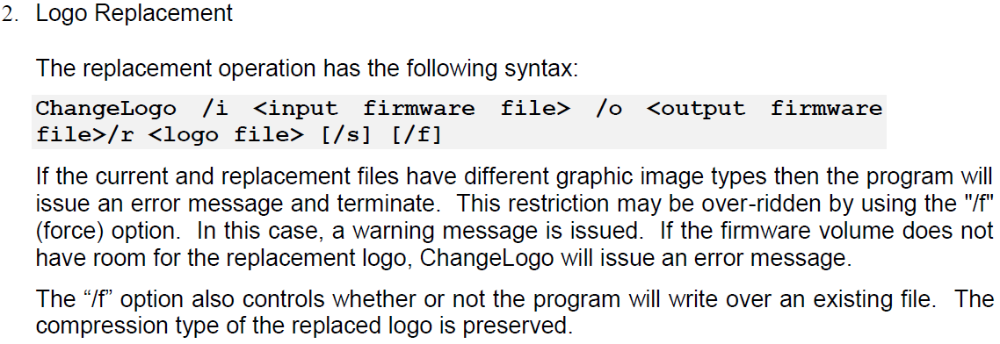 2. Logo Replacement
The replacement operation has the following syntax:
ChangeLogo /i <input firmware file> /o <output firmware
file>/r <logo file> [/s] [/f]
If the current and replacement files have different graphic image types then the program will
issue an error message and terminate.  This restriction may be over-ridden by using the "/f"
(force) option.  In this case, a warning message is issued.  If the firmware volume does not
have room for the replacement logo, ChangeLogo will issue an error message.
The “/f” option also controls whether or not the program will write over an existing file.  The
compression type of the replaced logo is preserved.